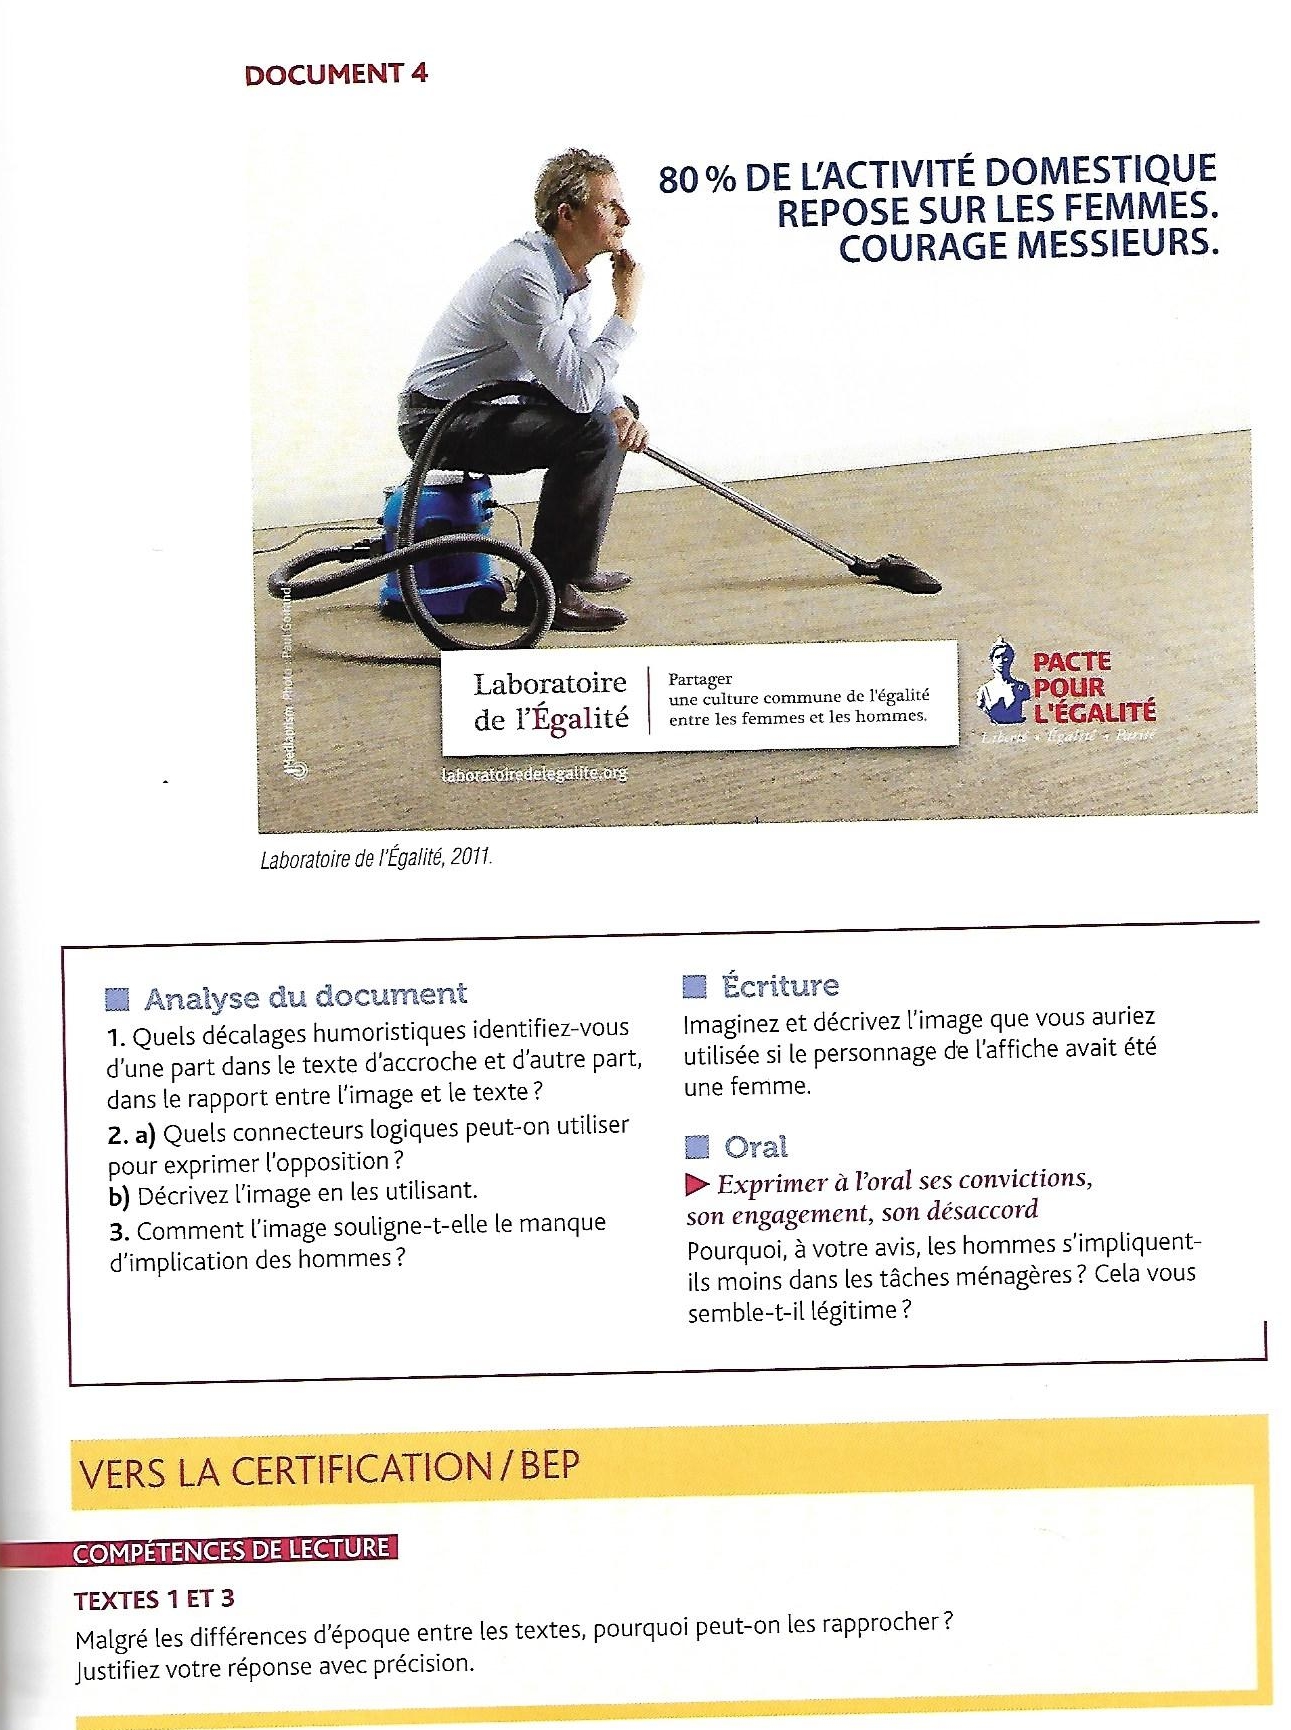 DOCUMENT 4
80 % DE L'ACTIVITÉ DOMESTIQUE
REPOSE SUR LES FEMMES.
COURAGE MESSIEURS.
Laboratoire
de l'Égalité
Partager
une culture commune de l'égalité
entre les femmes et les hommes.
PACTE
POUR
L'ÉGALITÉ
Liberté • Égalité • Parité
laboratoiredelegalite.org
Laboratoire de l'Égalité, 2011.
Analyse du document
1. Quels décalages humoristiques identifiez-vous
d'une part dans le texte d'accroche et d'autre part,
dans le rapport entre l'image et le texte ?
2. a) Quels connecteurs logiques peut-on utiliser
pour exprimer l'opposition ?
b) Décrivez l'image en les utilisant.
3. Comment l'image souligne-t-elle le manque
d'implication des hommes ?
Écriture
Imaginez et décrivez l'image que vous auriez
utilisée si le personnage de l'affiche avait été
une femme.
Oral
Exprimer à l'oral ses convictions,
son engagement, son désaccord
Pourquoi, à votre avis, les hommes s'impliquent-
ils moins dans les tâches ménagères ? Cela vous
semble-t-il légitime ?
VERS LA CERTIFICATION / BEP
COMPÉTENCES DE LECTURE
TEXTES 1 ET 3
Malgré les différences d'époque entre les textes, pourquoi peut-on les rapprocher ?
Justifiez votre réponse avec précision.